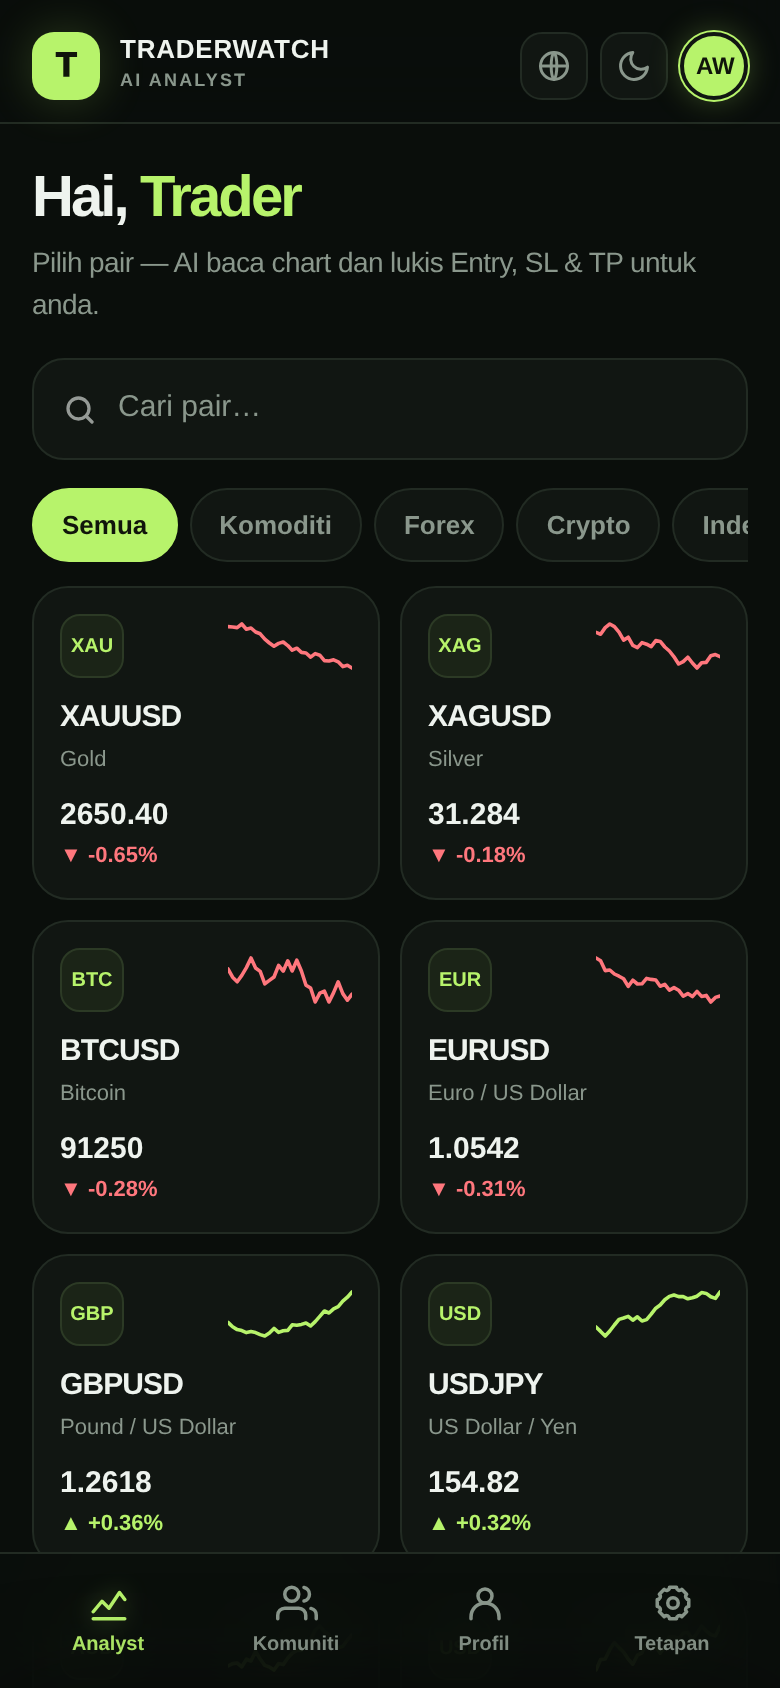 T
TRADERWATCH
AI ANALYST
AW
Hai, Trader
Pilih pair — AI baca chart dan lukis Entry, SL & TP untuk
anda.
Cari pair…
Semua
Komoditi
Forex
Crypto
Inde
XAU
XAUUSD
Gold
2650.40
▼ -0.65%
XAG
XAGUSD
Silver
31.284
▼ -0.18%
BTC
BTCUSD
Bitcoin
91250
▼ -0.28%
EUR
EURUSD
Euro / US Dollar
1.0542
▼ -0.31%
GBP
GBPUSD
Pound / US Dollar
1.2618
▲ +0.36%
USD
USDJPY
US Dollar / Yen
154.82
▲ +0.32%
Analyst
Komuniti
Profil
Tetapan